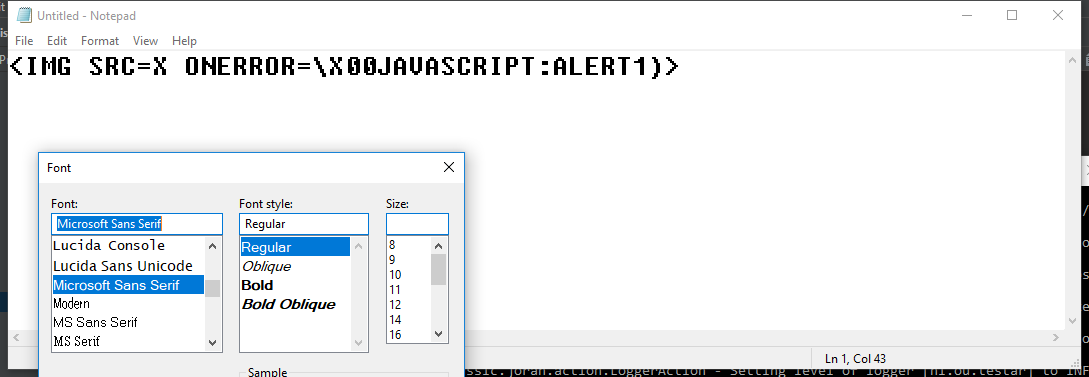 Untitled - Notepad
File Edit Format View Help
<IMG SRC=X ONERROR=\X00JAVASCRIPT:ALERT1)>
Font
Font: Font style: Size:
Microsoft Sans Serif Regular
Lucida Console Regular 8
Lucida Sans Unicode Oblique 9
Microsoft Sans Serif Bold 10
Modern Bold Oblique 11
MS Sans Serif 12
MS Serif 14
16
Ln 1, Col 43
Sample
ssic.joran.action.LoggerAction - Setting level of logger [nl.ou.testar] to INF